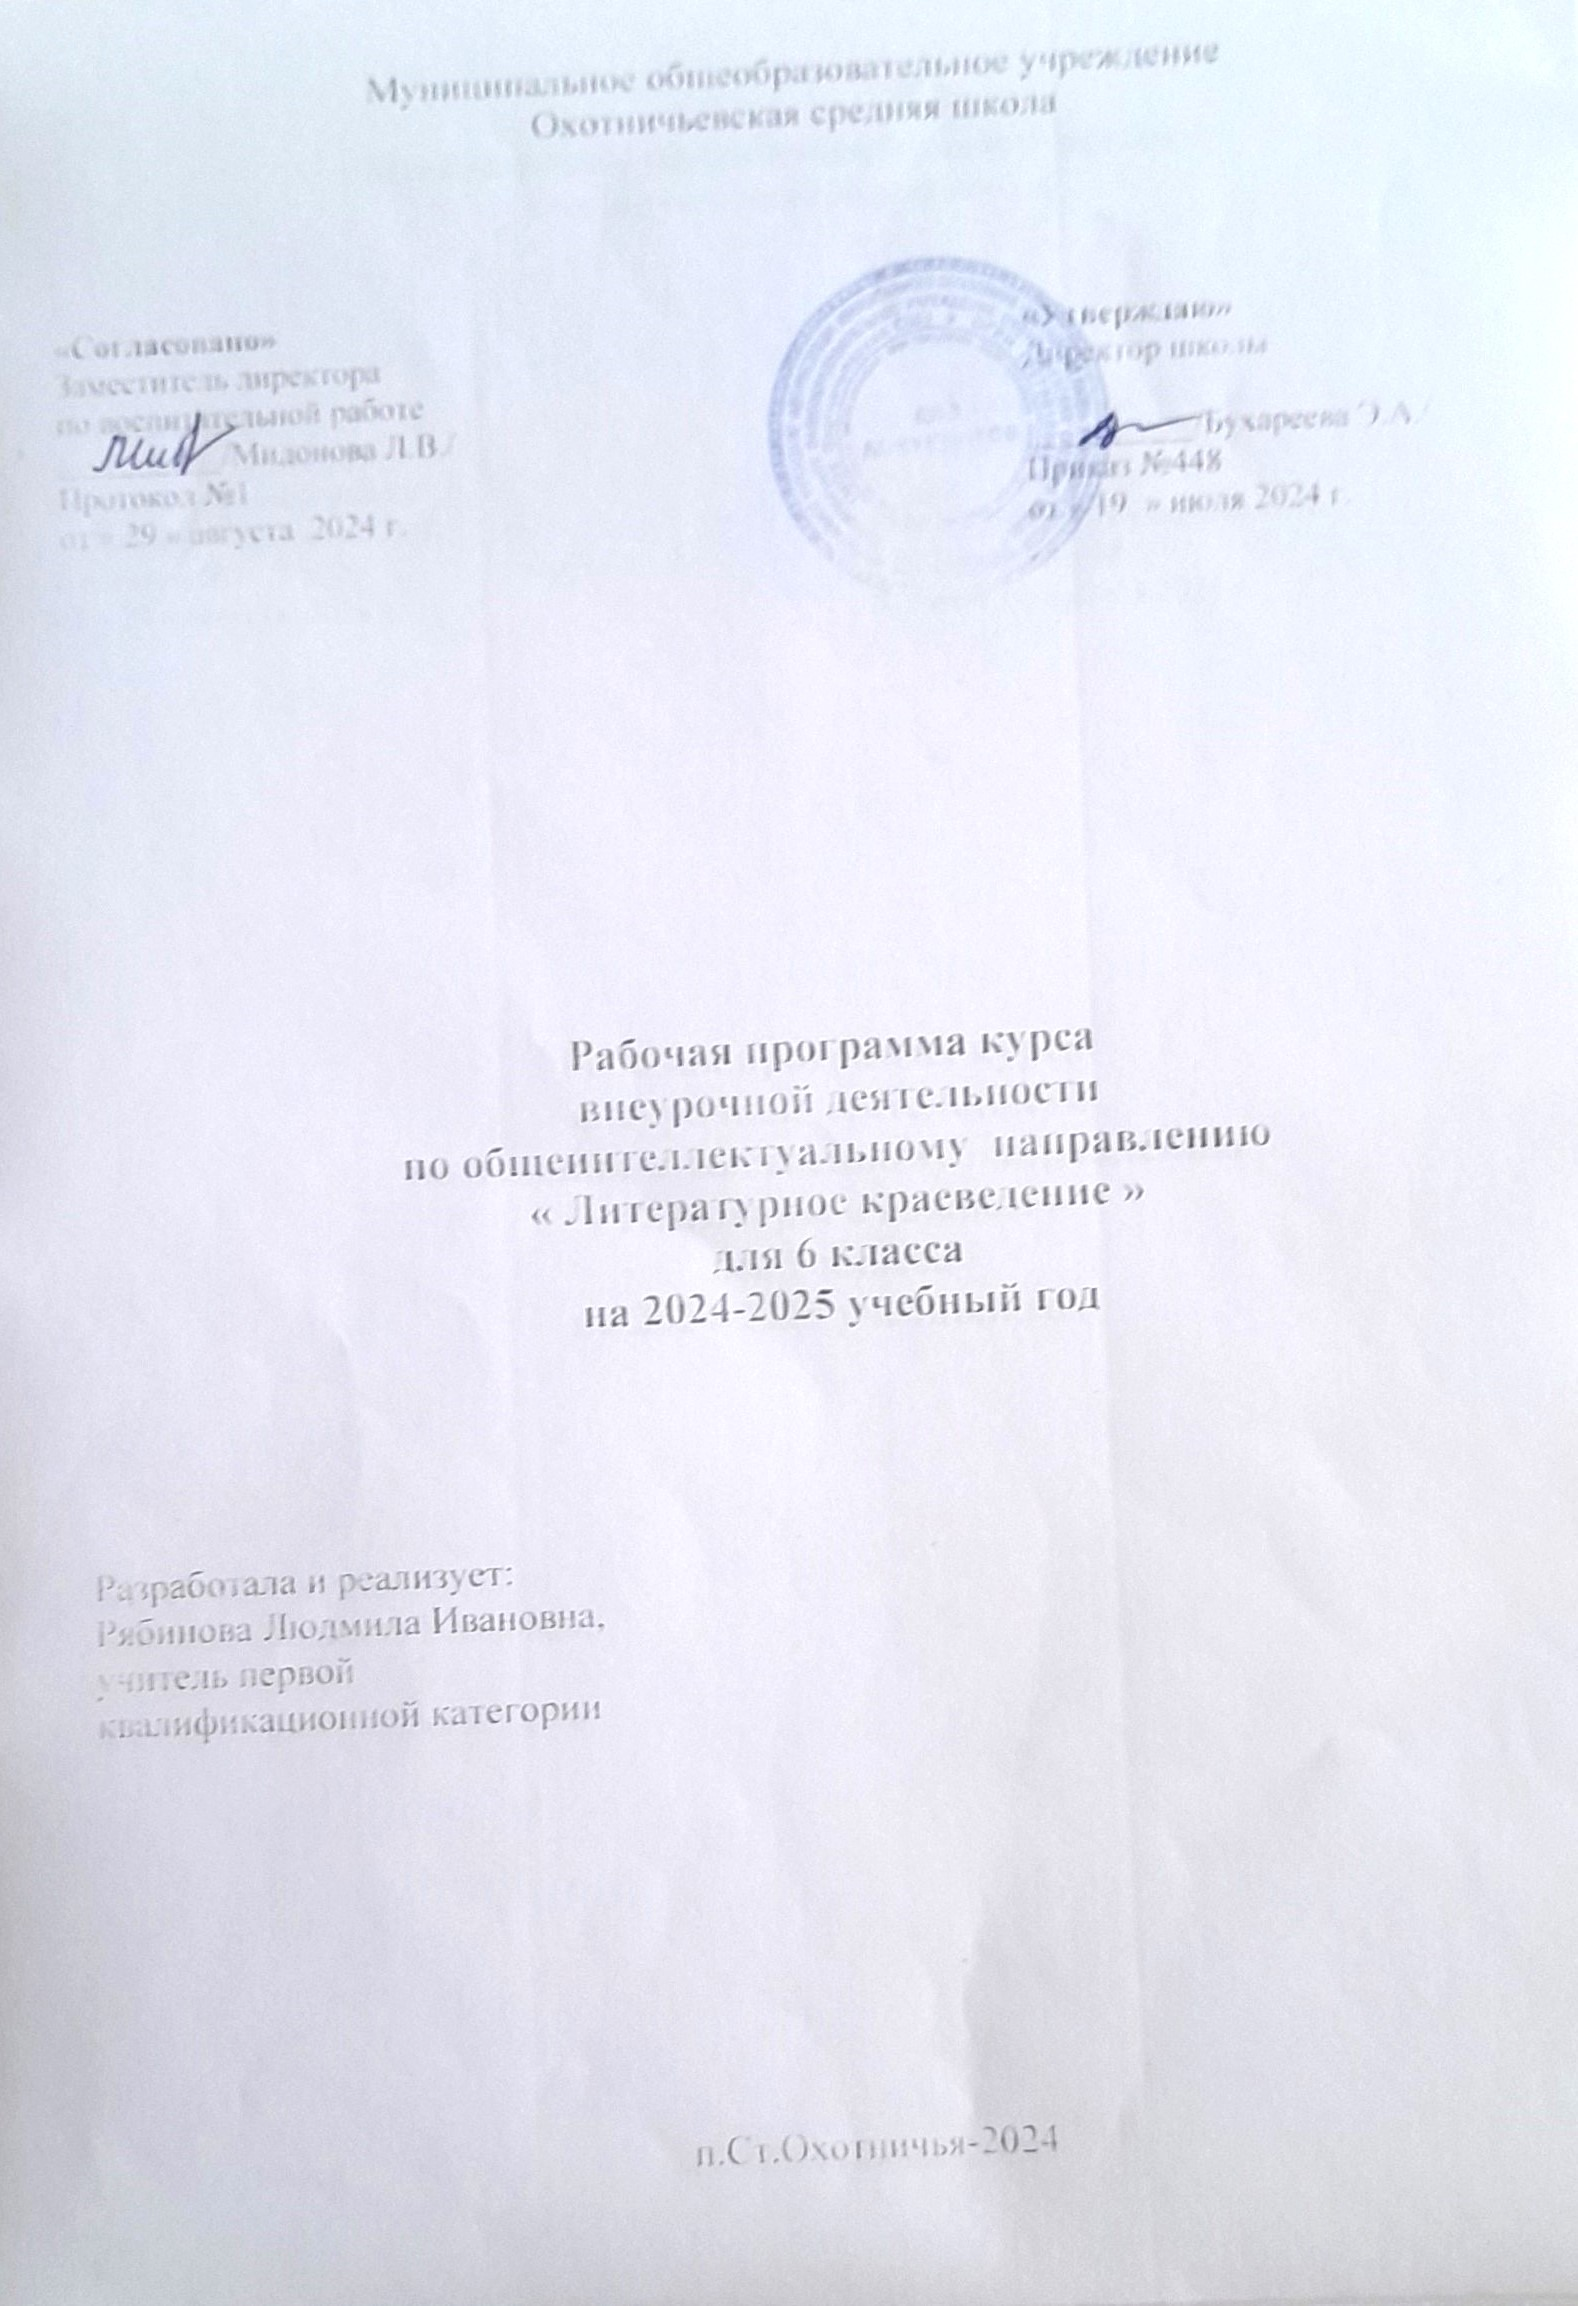 Муниципальное общеобразовательное учреждение
Охотничьевская средняя школа
«Согласовано»
Заместитель директора
по воспитательной работе
/Мидонова Л.В./
Протокол №1
от « 29 » августа 2024 г.
«Утверждаю»
Директор школы
/Бухареева Э.А./
Приказ №448
от « 19 » июля 2024 г.
Рабочая программа курса
внеурочной деятельности
по общеинтеллектуальному направлению
« Литературное краеведение »
для 6 класса
на 2024-2025 учебный год
Разработала и реализует:
Рябинова Людмила Ивановна,
учитель первой
квалификационной категории
п.Ст.Охотничья-2024